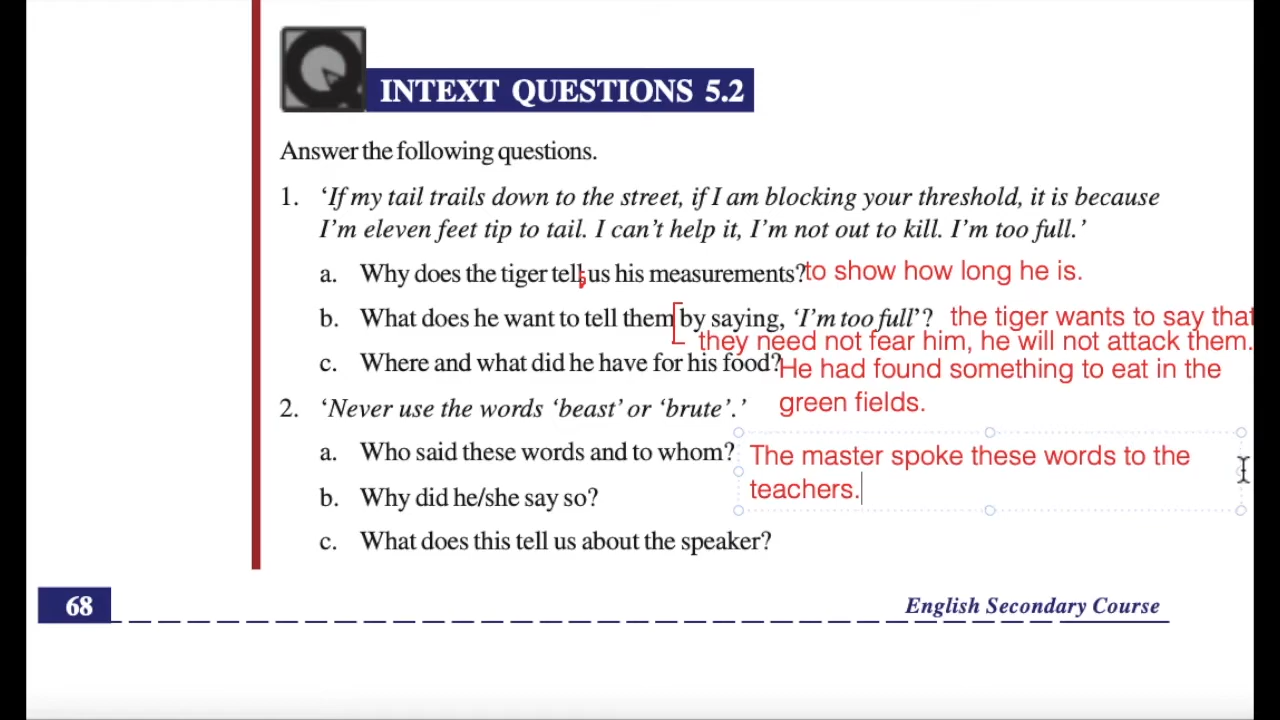 INTEXT QUESTIONS 5.2
Answer the following questions.
1. ‘If my tail trails down to the street, if I am blocking your threshold, it is because
I’m eleven feet tip to tail. I can’t help it, I’m not out to kill. I’m too full.’
a. Why does the tiger tell us his measurements? to show how long he is.
b. What does he want to tell them by saying, ‘I’m too full’? the tiger wants to say that
they need not fear him, he will not attack them.
c. Where and what did he have for his food? He had found something to eat in the
green fields.
2. ‘Never use the words ‘beast’ or ‘brute’.’
a. Who said these words and to whom? The master spoke these words to the
teachers.
b. Why did he/she say so?
c. What does this tell us about the speaker?
68
English Secondary Course